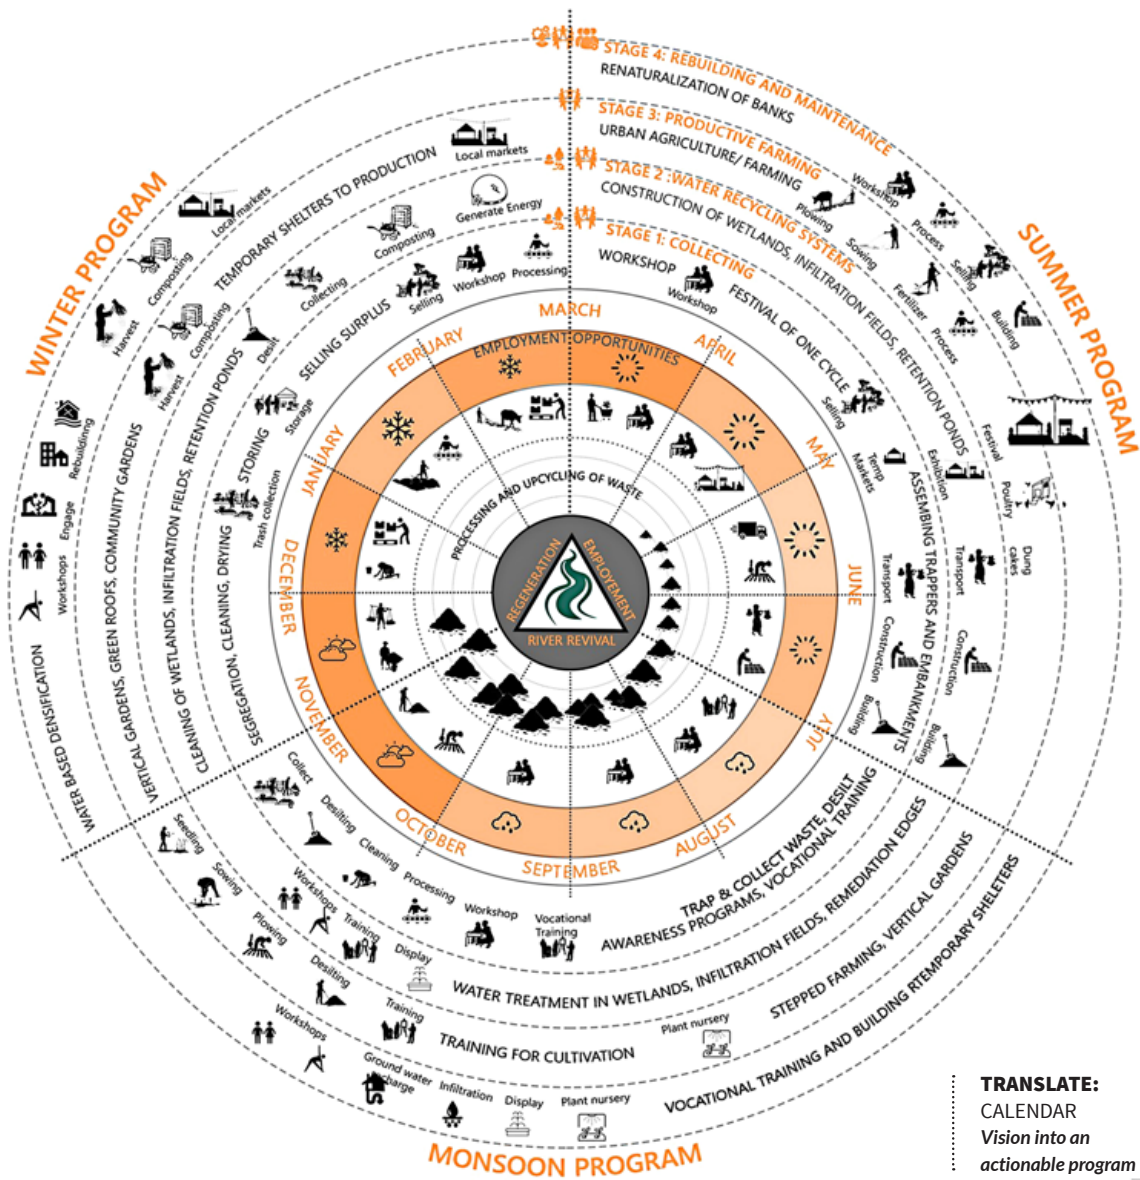 STAGE 4: REBUILDING AND MAINTENANCE
RENATURALIZATION OF BANKS
STAGE 3: PRODUCTIVE FARMING
URBAN AGRICULTURE/ FARMING
STAGE 2 :WATER RECYCLING SYSTEMS
CONSTRUCTION OF WETLANDS, INFILTRATION FIELDS, RETENTION PONDS
STAGE 1: COLLECTING
WORKSHOP
Workshop
FESTIVAL OF ONE CYCLE
Selling
Temp
Markets
ASSEMBING TRAPPERS AND EMBANKMENTS
Transport
Construction
Building
Exhibition
Transport
Construction
Building
Plowing
Sowing
Fertilizer
Process
Festival
Poultry
Dung
cakes
Workshop
Process
Selling
Building
SUMMER PROGRAM
WINTER PROGRAM
Local markets
Composting
Harvest
Rebuilding
Engage
Workshops
WATER BASED DENSIFICATION
Local markets
TEMPORARY SHELTERS TO PRODUCTION
Composting
Harvest
VERTICAL GARDENS, GREEN ROOFS, COMMUNITY GARDENS
Generate Energy
Composting
Collecting
Desilt
CLEANING OF WETLANDS, INFILTRATION FIELDS, RETENTION PONDS
Processing
Workshop
Selling
SELLING SURPLUS
Storage
STORING
Trash collection
SEGREGATION, CLEANING, DRYING
MARCH
APRIL
MAY
JUNE
JULY
AUGUST
SEPTEMBER
OCTOBER
NOVEMBER
DECEMBER
JANUARY
FEBRUARY
EMPLOYMENT OPPORTUNITIES
PROCESSING AND UPCYCLING OF WASTE
REGENERATION
EMPLOYEMENT
RIVER REVIVAL
Collect
Desilting
Cleaning
Processing
Workshop
Vocational
Training
TRAP & COLLECT WASTE, DESILT
AWARENESS PROGRAMS, VOCATIONAL TRAINING
Workshops
Training
Display
WATER TREATMENT IN WETLANDS, INFILTRATION FIELDS, REMEDIATION EDGES
Seedling
Sowing
Plowing
Desilting
Training
TRAINING FOR CULTIVATION
Plant nursery
STEPPED FARMING, VERTICAL GARDENS
Workshops
Ground water
Infiltration
Display
Plant nursery
VOCATIONAL TRAINING AND BUILDING RTEMPORARY SHELETERS
MONSOON PROGRAM
TRANSLATE:
CALENDAR
Vision into an
actionable program